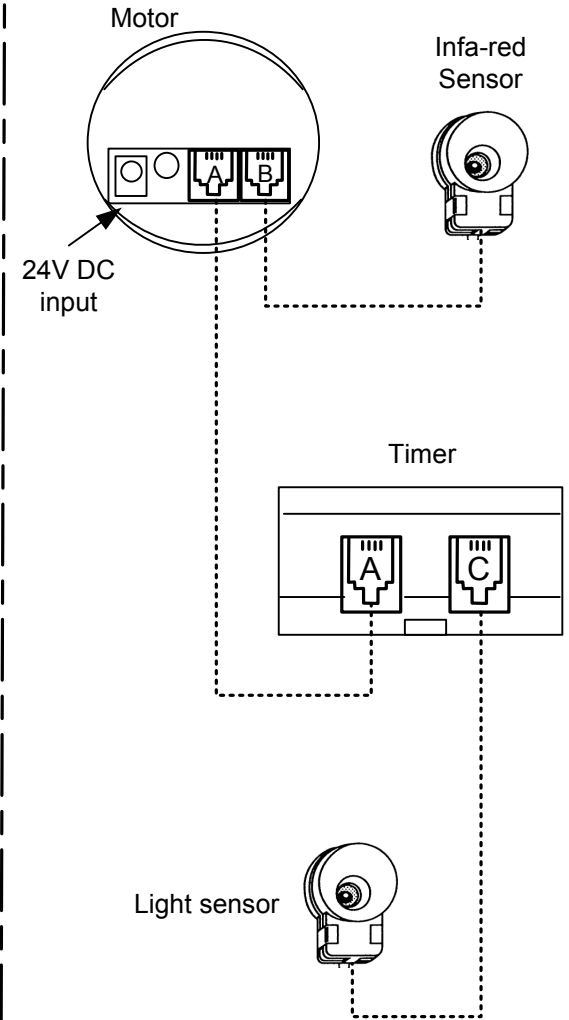 Motor
Infa-red
Sensor
A
B
24V DC
input
Timer
A
C
Light sensor